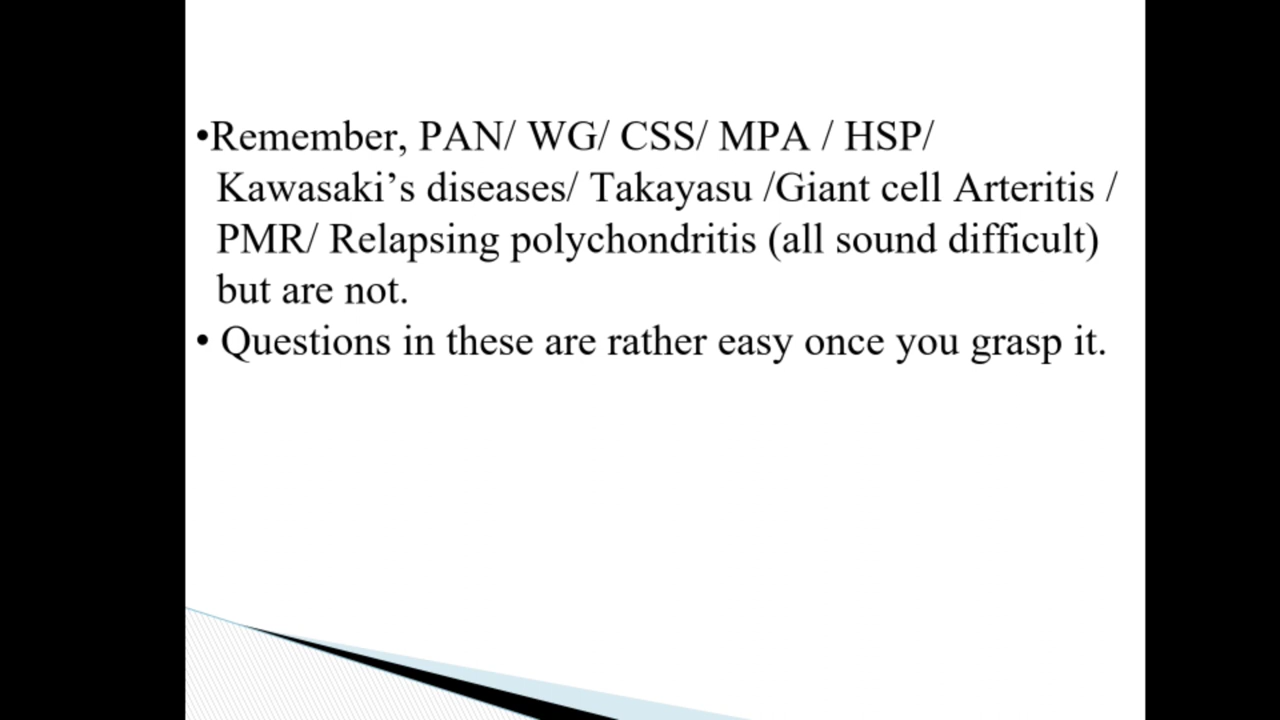 •Remember, PAN/ WG/ CSS/ MPA / HSP/
Kawasaki’s diseases/ Takayasu /Giant cell Arteritis /
PMR/ Relapsing polychondritis (all sound difficult)
but are not.
• Questions in these are rather easy once you grasp it.